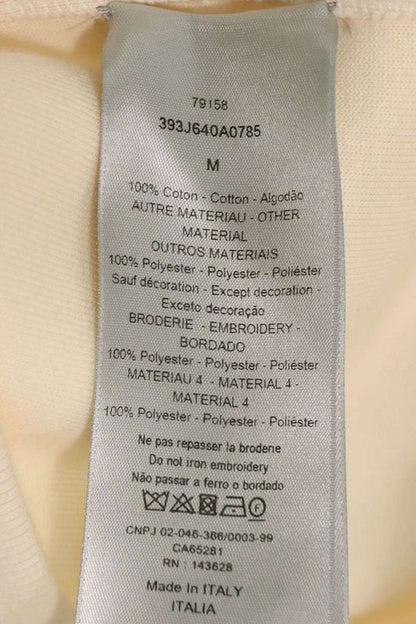 79158
393J640A0785
M
100% Coton - Cotton - Algodão
AUTRE MATERIAU - OTHER
MATERIAL
OUTROS MATERIAIS
100% Polyester - Polyester - Poliéster
Sauf décoration - Except decoration -
Exceto decoração
BRODERIE - EMBROIDERY -
BORDADO
100% Polyester - Polyester - Poliéster
MATERIAU 4 - MATERIAL 4 -
MATERIAL 4
100% Polyester - Polyester - Poliéster
Ne pas repasser la broderie
Do not iron embroidery
Não passar a ferro o bordado
CNPJ 02-046-366/0003-99
CA65281
RN : 143628
Made In ITALY
ITALIA